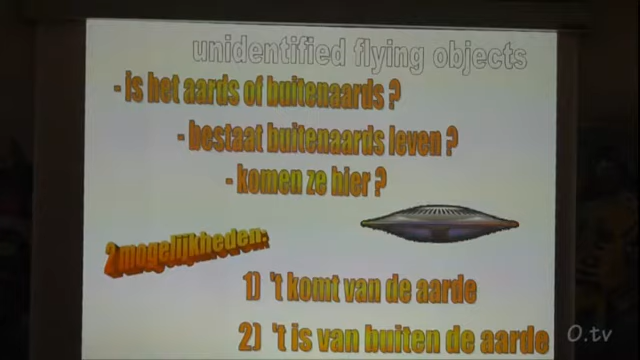 unidentified flying objects
- is het aards of buitenaards ?
- bestaat buitenaards leven ?
- komen ze hier ?
2 mogelijkheden:
1) 't komt van de aarde
2) 't is van buiten de aarde
O.tv